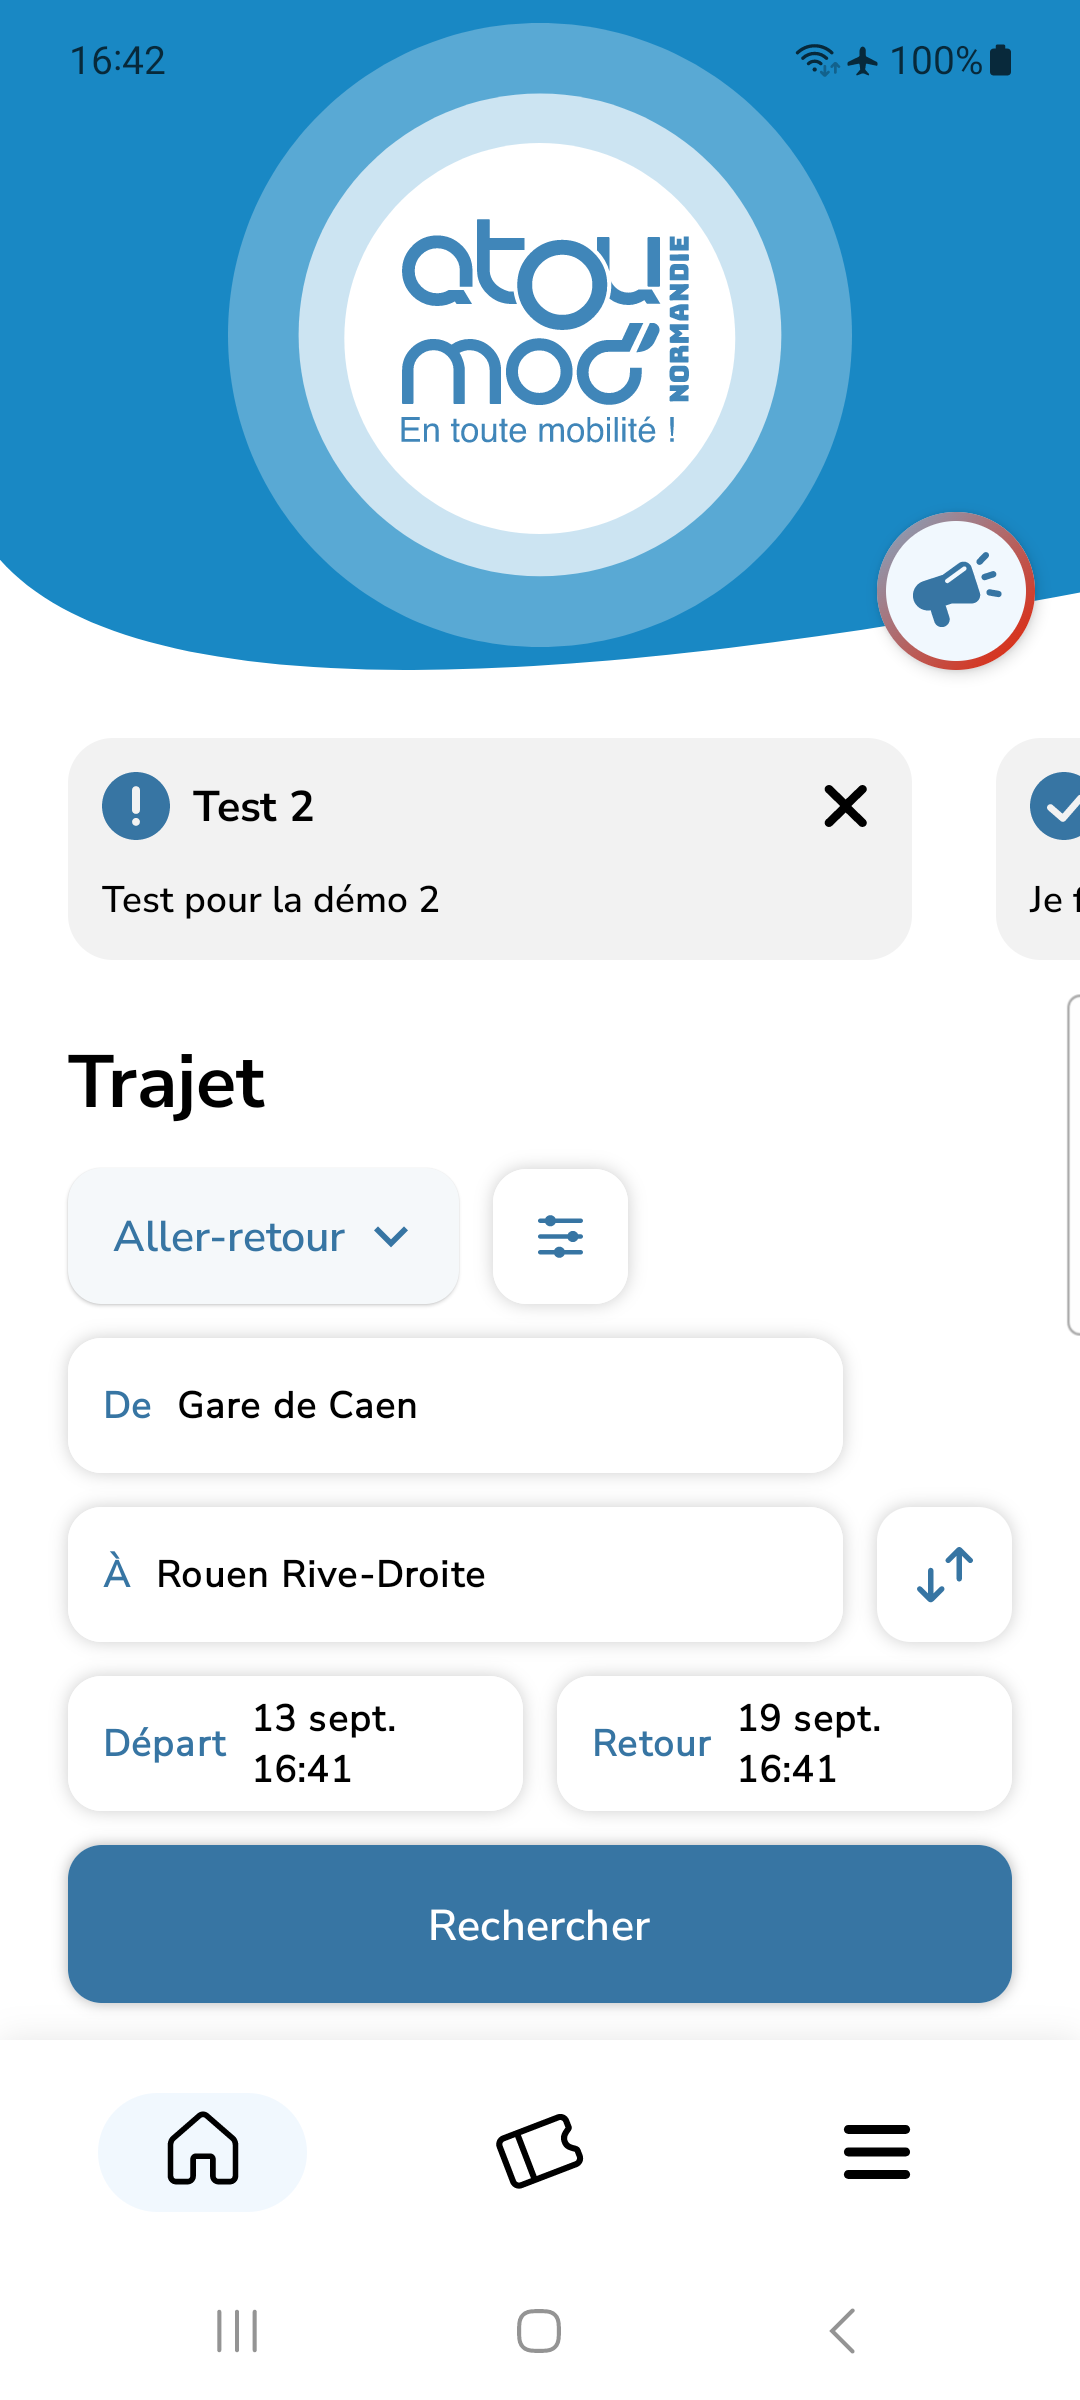 16:42
100%
atoumod
NORMANDIE
En toute mobilité !
Test 2
Test pour la démo 2
Je
Trajet
Aller-retour
De Gare de Caen
À Rouen Rive-Droite
Départ 13 sept. 16:41
Retour 19 sept. 16:41
Rechercher